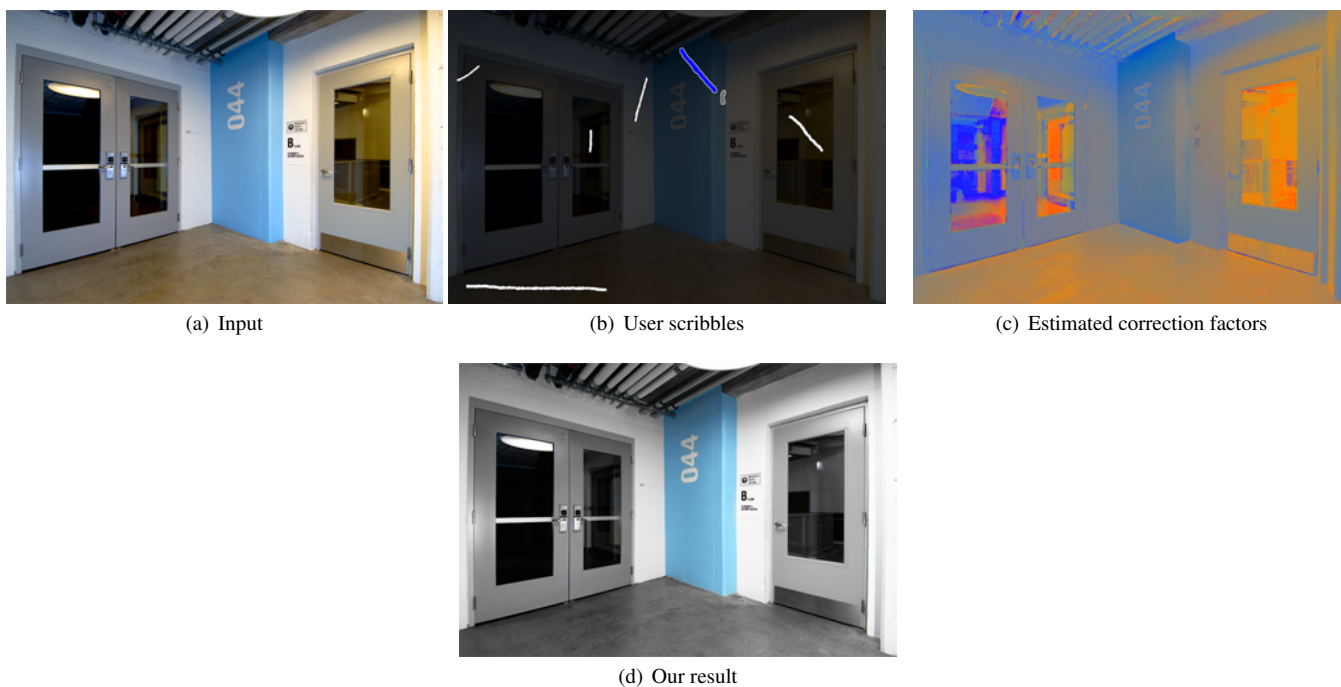 044
B
044
044
(a) Input
(b) User scribbles
(c) Estimated correction factors
044
B
(d) Our result